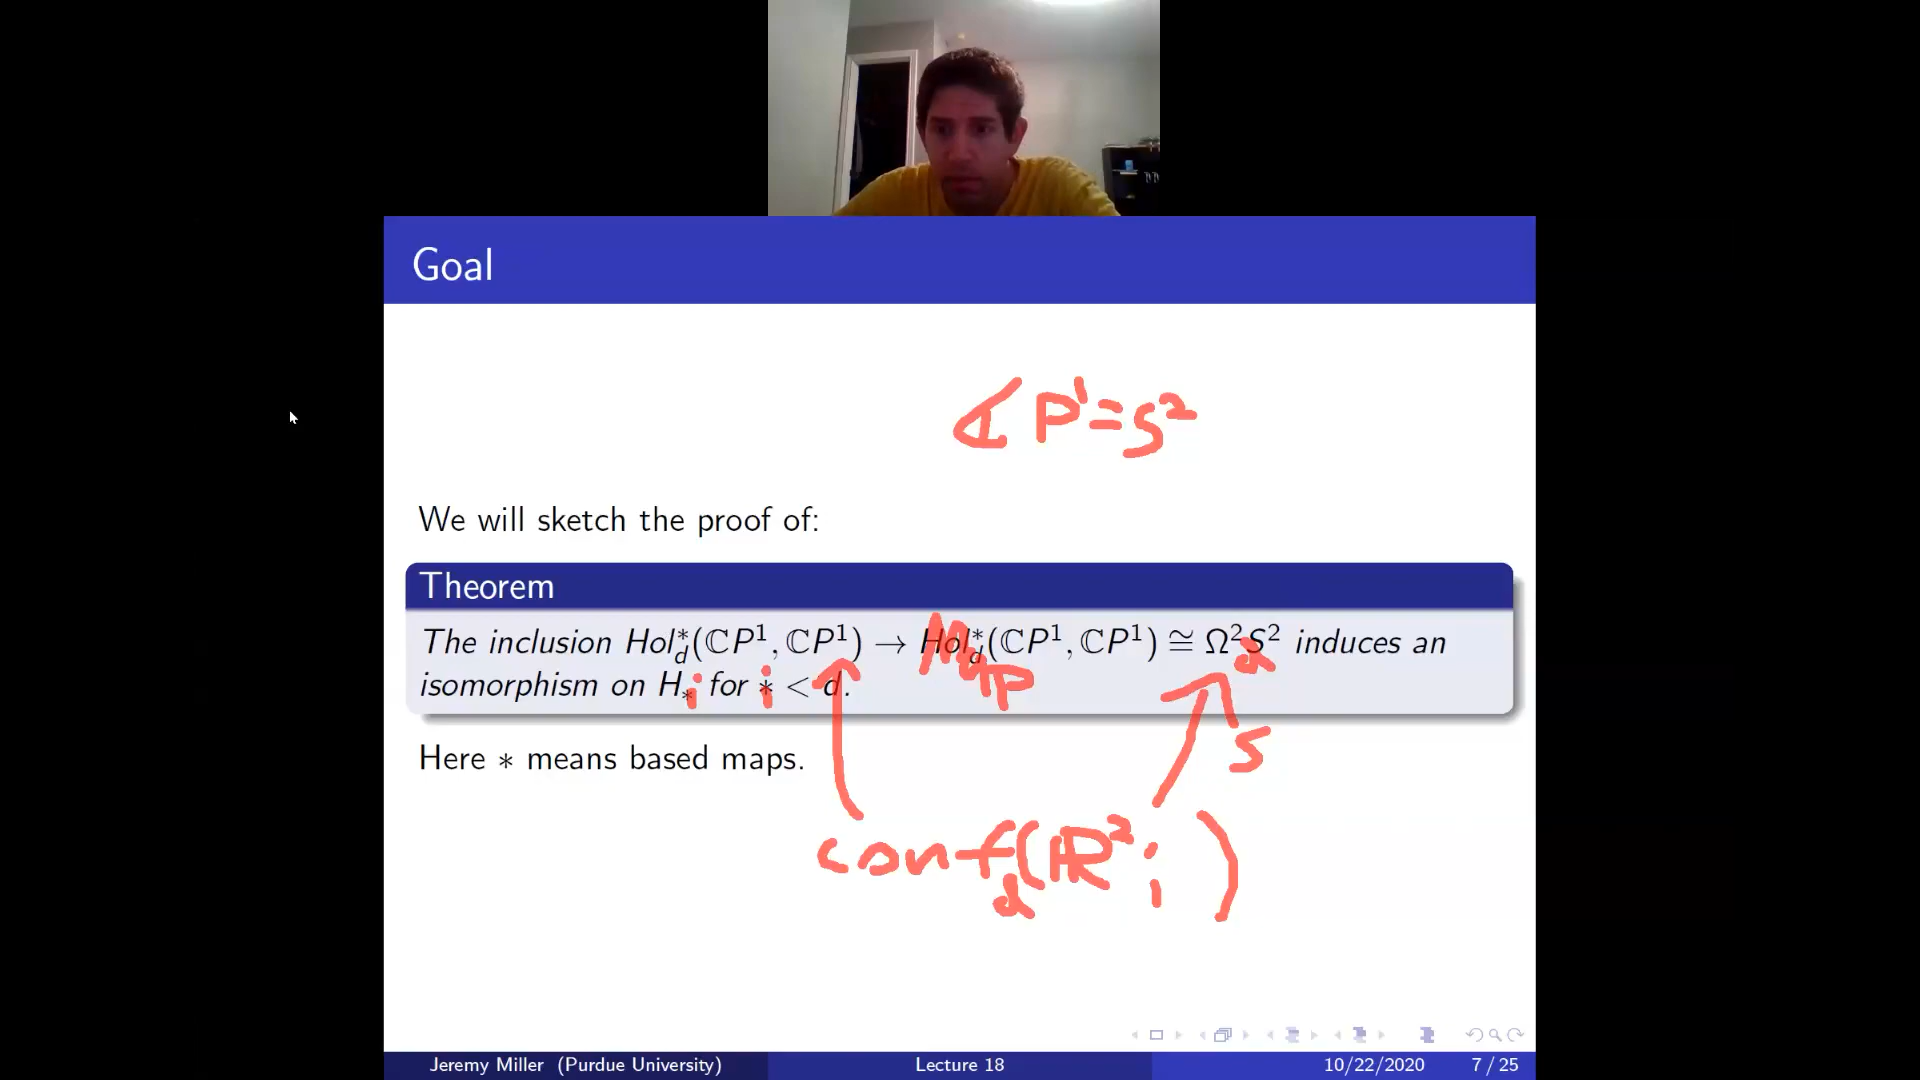 Goal
ℂP¹ = S²
We will sketch the proof of:
Theorem
The inclusion Hol*_d(ℂP¹, ℂP¹) → Hol*_d(ℂP¹, ℂP¹) ≅ Ω²S² induces an
Map d
isomorphism on H_* for * < d.
i i
S
Here * means based maps.
conf_d(ℝ²; )
Jeremy Miller (Purdue University) Lecture 18 10/22/2020 7 / 25